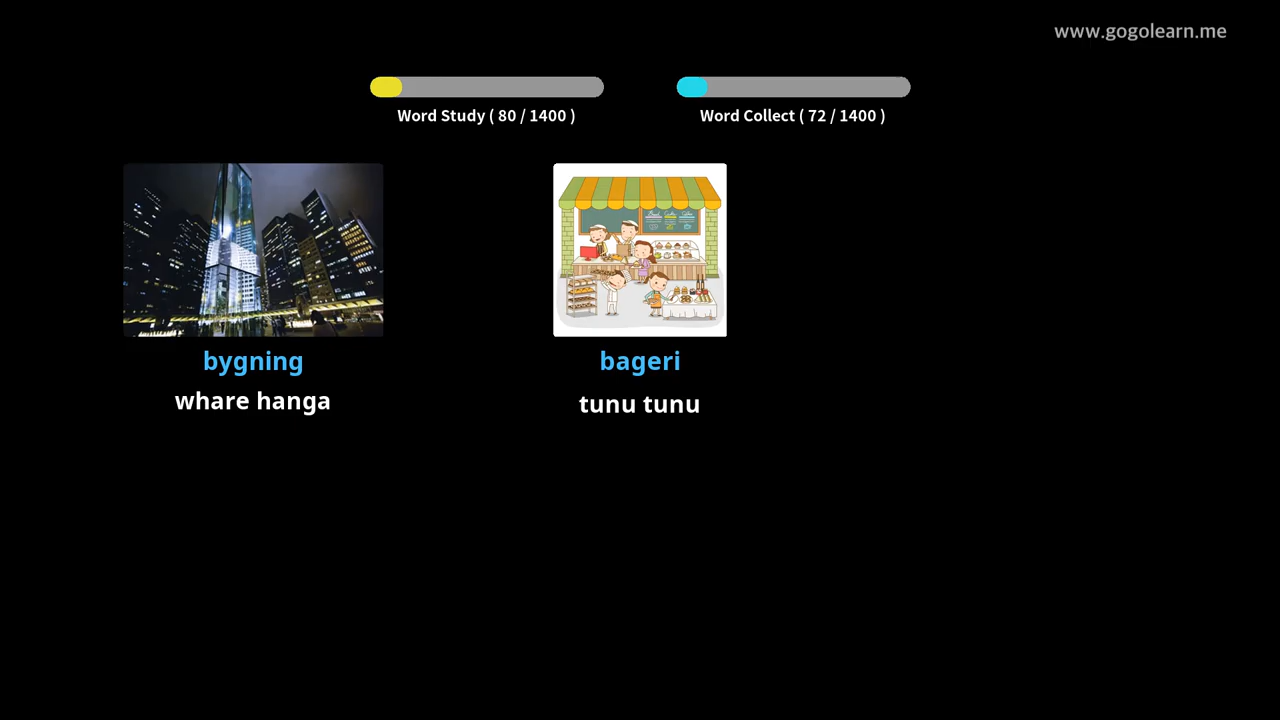 www.gogolearn.me
Word Study ( 80 / 1400 )
Word Collect ( 72 / 1400 )
bygning
whare hanga
bageri
tunu tunu